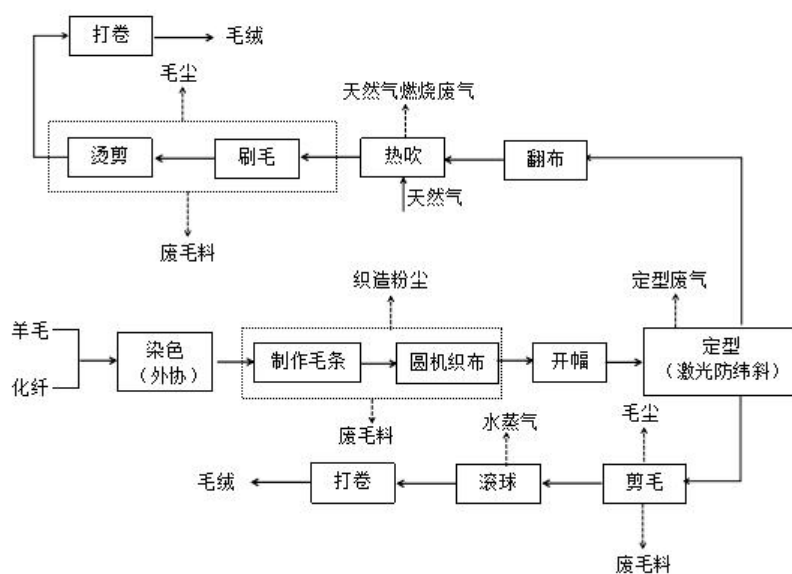 打卷
毛绒
毛尘
天然气燃烧废气
烫剪
刷毛
热吹
翻布
天然气
废毛料
织造粉尘
定型废气
羊毛
化纤
染色
（外协）
制作毛条
圆机织布
开幅
定型
（激光防纬斜）
废毛料
水蒸气
毛尘
毛绒
打卷
滚球
剪毛
废毛料